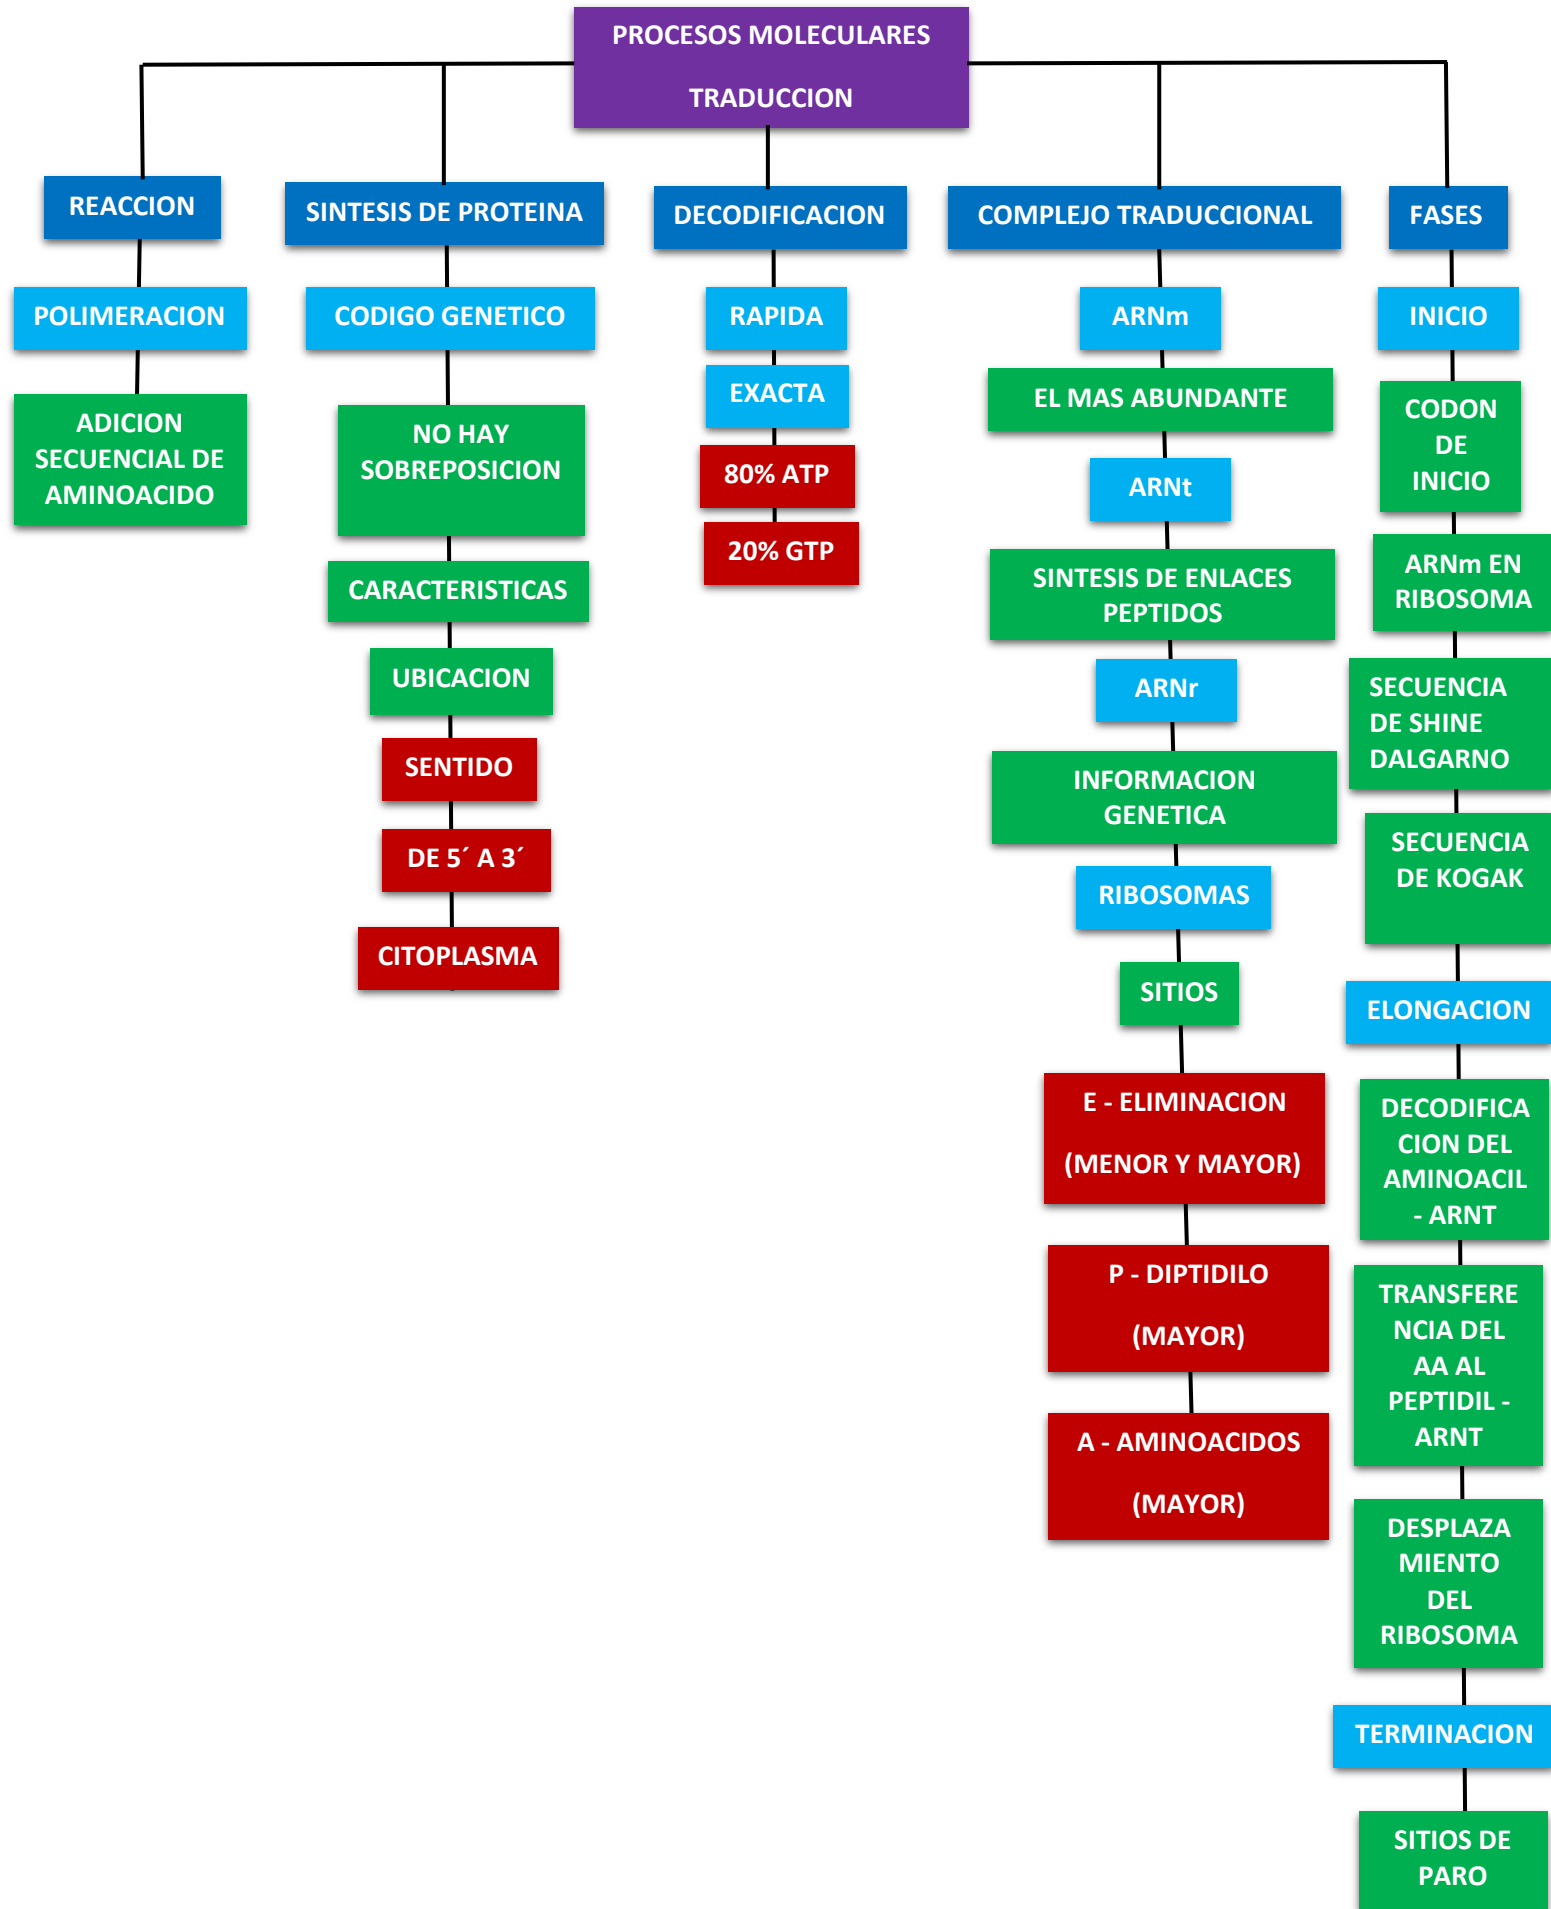 PROCESOS MOLECULARES
TRADUCCION
REACCION
POLIMERACION
ADICION
SECUENCIAL DE
AMINOACIDO
SINTESIS DE PROTEINA
CODIGO GENETICO
NO HAY
SOBREPOSICION
CARACTERISTICAS
UBICACION
SENTIDO
DE 5´ A 3´
CITOPLASMA
DECODIFICACION
RAPIDA
EXACTA
80% ATP
20% GTP
COMPLEJO TRADUCCIONAL
ARNm
EL MAS ABUNDANTE
ARNt
SINTESIS DE ENLACES
PEPTIDOS
ARNr
INFORMACION
GENETICA
RIBOSOMAS
SITIOS
E - ELIMINACION
(MENOR Y MAYOR)
P - DIPTIDILO
(MAYOR)
A - AMINOACIDOS
(MAYOR)
FASES
INICIO
CODON
DE
INICIO
ARNm EN
RIBOSOMA
SECUENCIA
DE SHINE
DALGARNO
SECUENCIA
DE KOGAK
ELONGACION
DECODIFICA
CION DEL
AMINOACIL
- ARNT
TRANSFERE
NCIA DEL
AA AL
PEPTIDIL -
ARNT
DESPLAZA
MIENTO
DEL
RIBOSOMA
TERMINACION
SITIOS DE
PARO